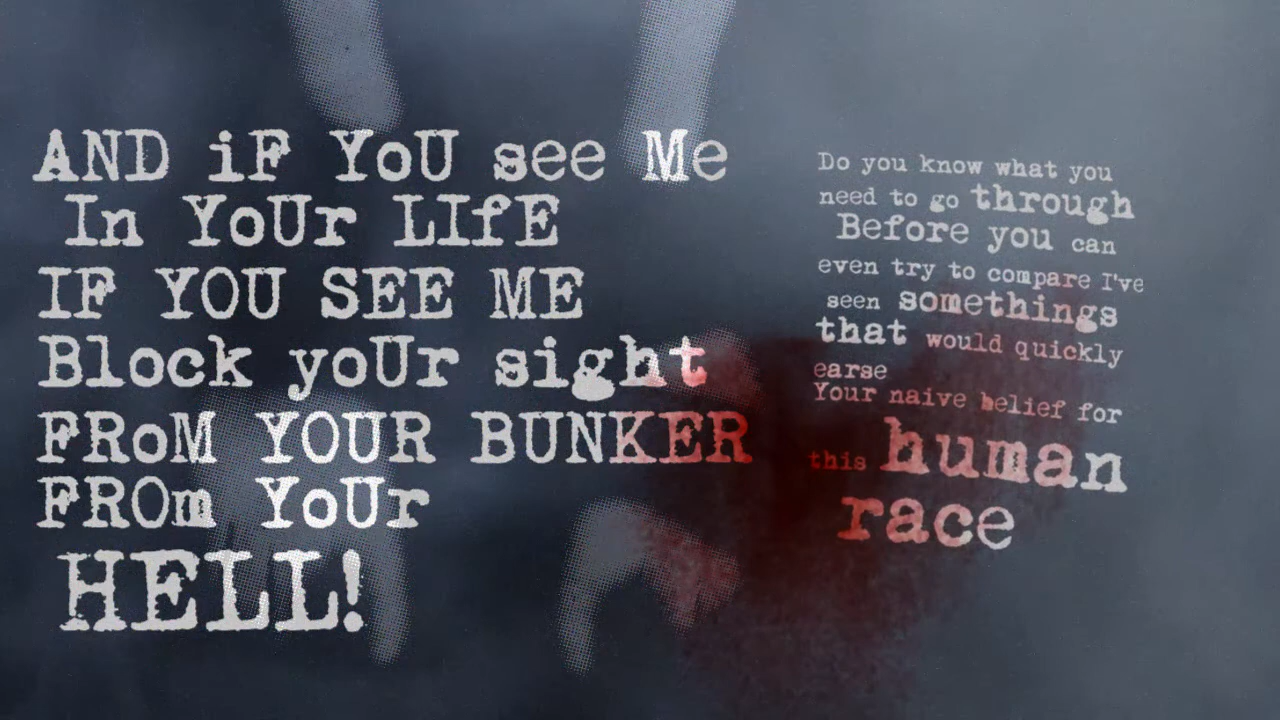 AND iF YoU see Me
In YoUr LIfE
IF YOU SEE ME
Block yoUr sight
FRoM YOUR BUNKER
FROm YoUr
HELL!
Do you know what you
need to go through
Before you can
even try to compare I've
seen somethings
that would quickly
earse
Your naive belief for
this human
race